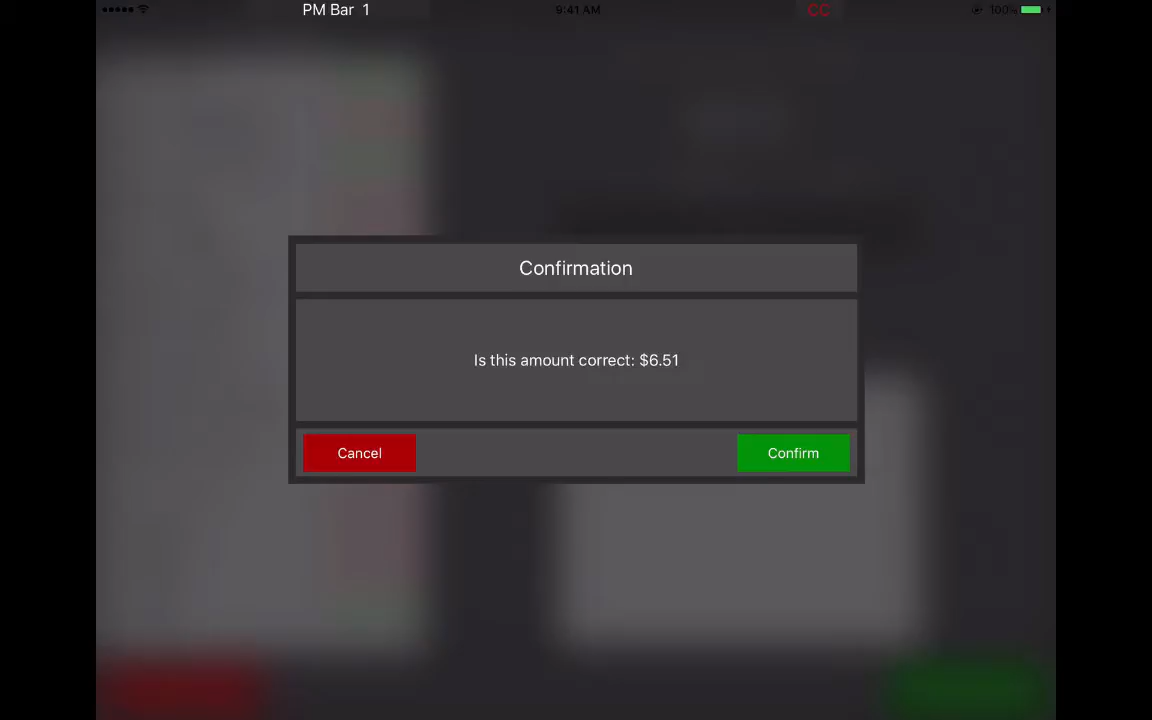 PM Bar 1 9:41 AM CC 100%
Confirmation
Is this amount correct: $6.51
Cancel Confirm